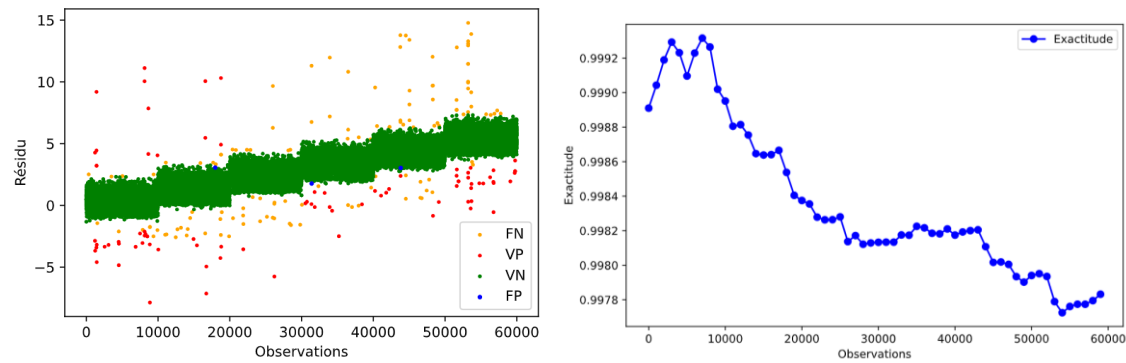 15
10
5
0
−5
Résidu
FN
VP
VN
FP
0 10000 20000 30000 40000 50000 60000
Observations
Exactitude
0.9992
0.9990
0.9988
0.9986
0.9984
0.9982
0.9980
0.9978
Exactitude
0 10000 20000 30000 40000 50000 60000
Observations